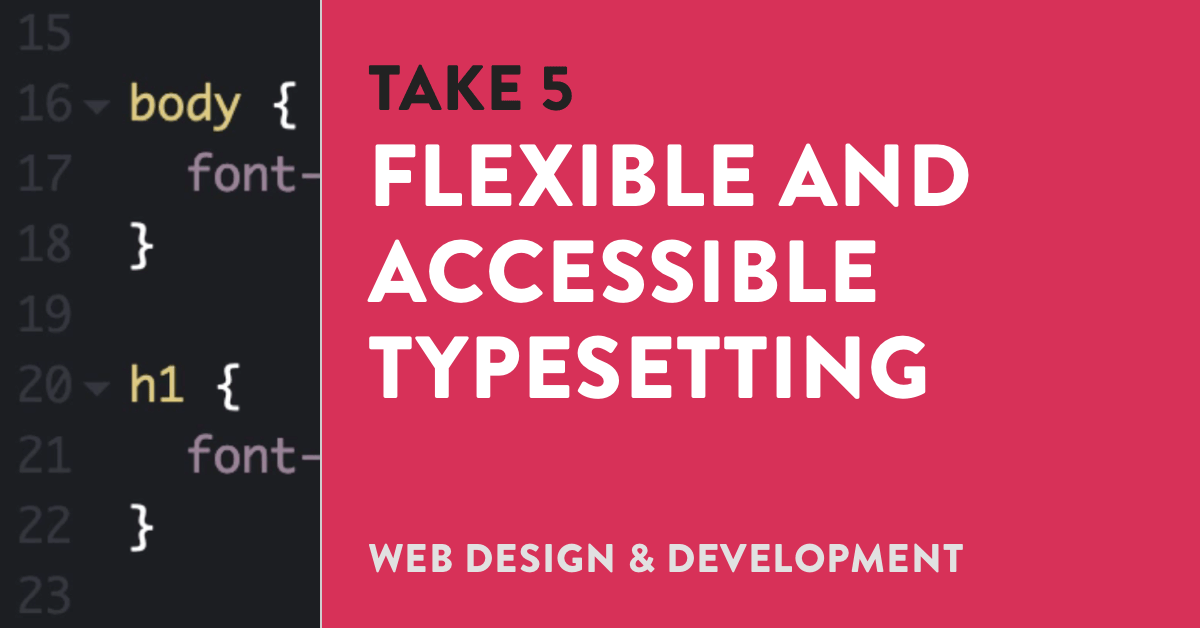 15
16 body {
17 font-
18 }
19
20 h1 {
21 font-
22 }
23
TAKE 5
FLEXIBLE AND
ACCESSIBLE
TYPESETTING
WEB DESIGN & DEVELOPMENT